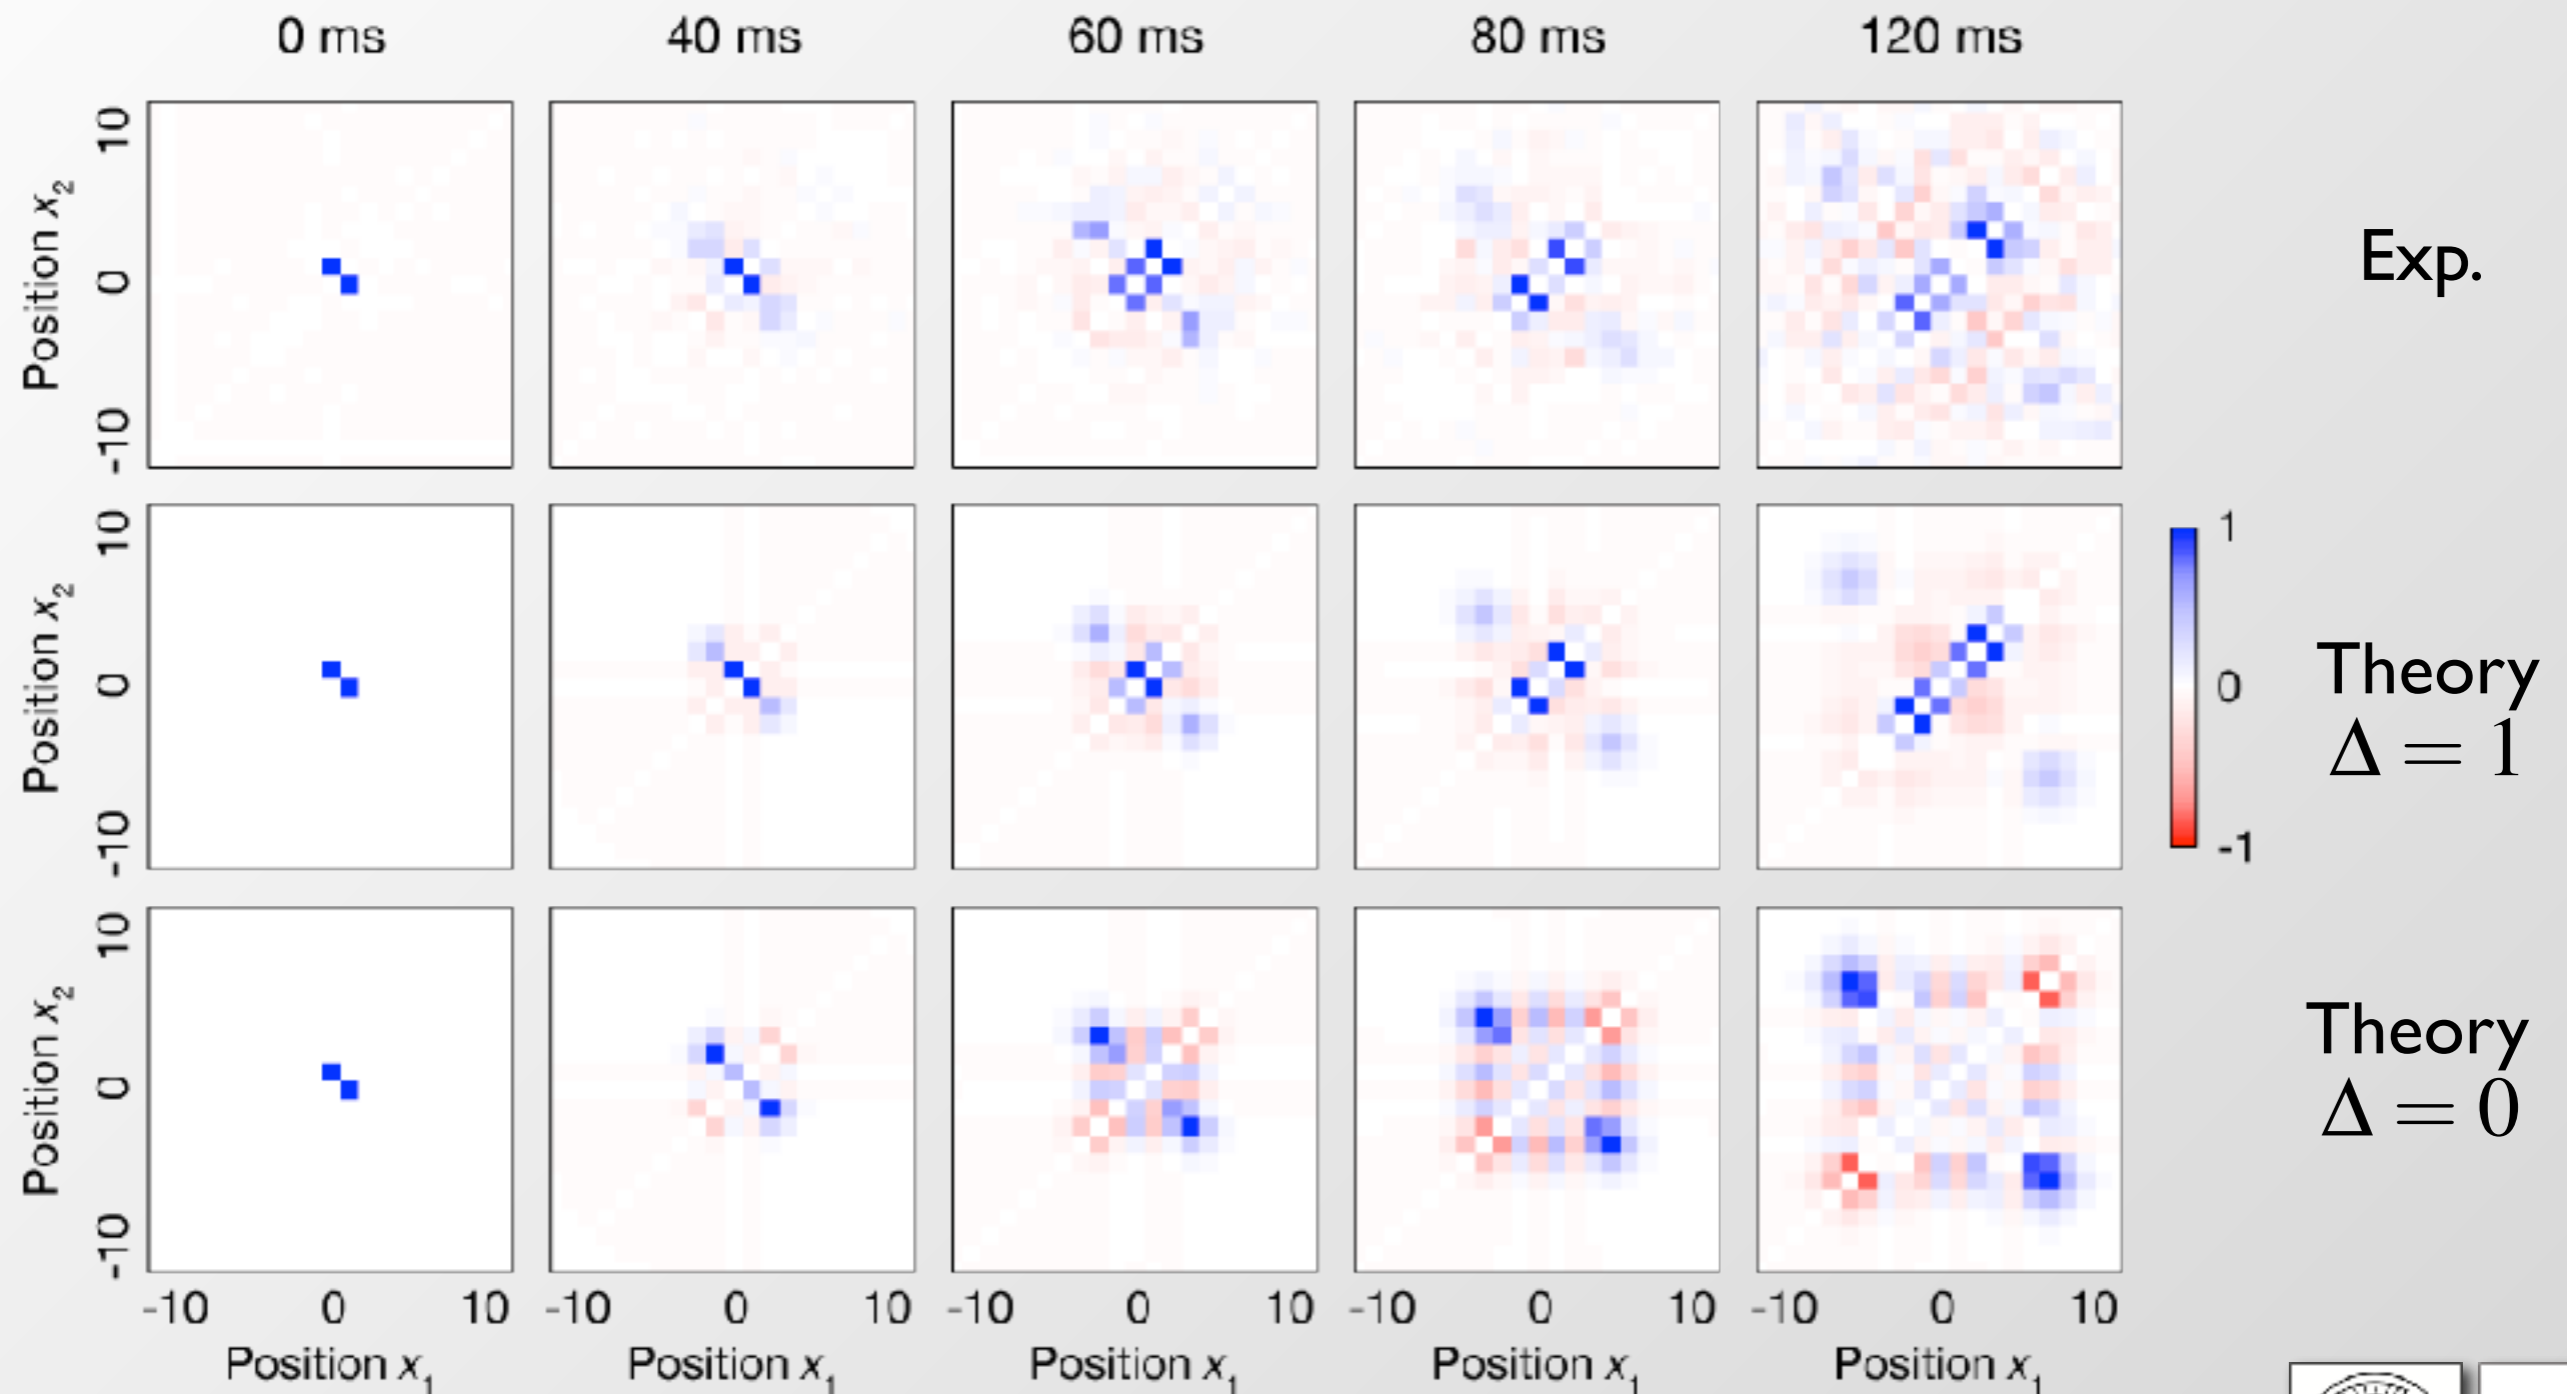 0 ms 40 ms 60 ms 80 ms 120 ms
Position x₂
10
0
-10
Exp.
Position x₂
10
0
-10
1
0
-1
Theory
Δ = 1
Position x₂
10
0
-10
Theory
Δ = 0
-10 0 10 -10 0 10 -10 0 10 -10 0 10 -10 0 10
Position x₁ Position x₁ Position x₁ Position x₁ Position x₁